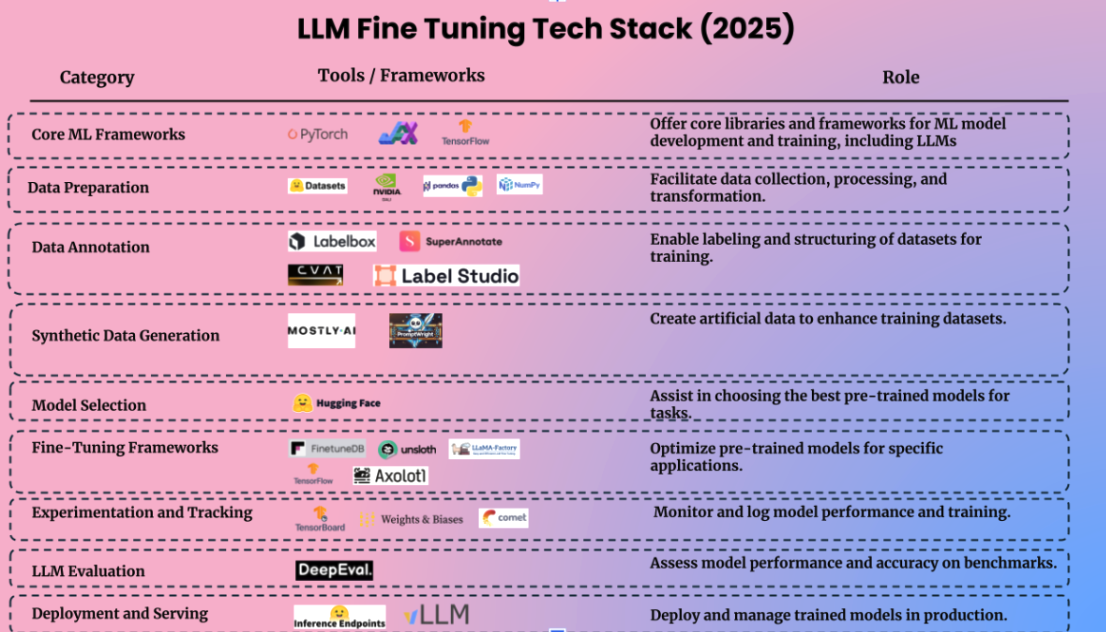 LLM Fine Tuning Tech Stack (2025)
Category
Tools / Frameworks
Role
Core ML Frameworks
PyTorch
JAX
TensorFlow
Offer core libraries and frameworks for ML model
development and training, including LLMs
Data Preparation
Datasets
NVIDIA
DALI
pandas
NumPy
Facilitate data collection, processing, and
transformation.
Data Annotation
Labelbox
SuperAnnotate
CVAT
Label Studio
Enable labeling and structuring of datasets for
training.
Synthetic Data Generation
MOSTLY·AI
PromptWright
Create artificial data to enhance training datasets.
Model Selection
Hugging Face
Assist in choosing the best pre-trained models for
tasks.
Fine-Tuning Frameworks
FinetuneDB
unsloth
LLaMA-Factory
TensorFlow
Axolotl
Optimize pre-trained models for specific
applications.
Experimentation and Tracking
TensorBoard
Weights & Biases
comet
Monitor and log model performance and training.
LLM Evaluation
DeepEval.
Assess model performance and accuracy on benchmarks.
Deployment and Serving
Inference Endpoints
vLLM
Deploy and manage trained models in production.